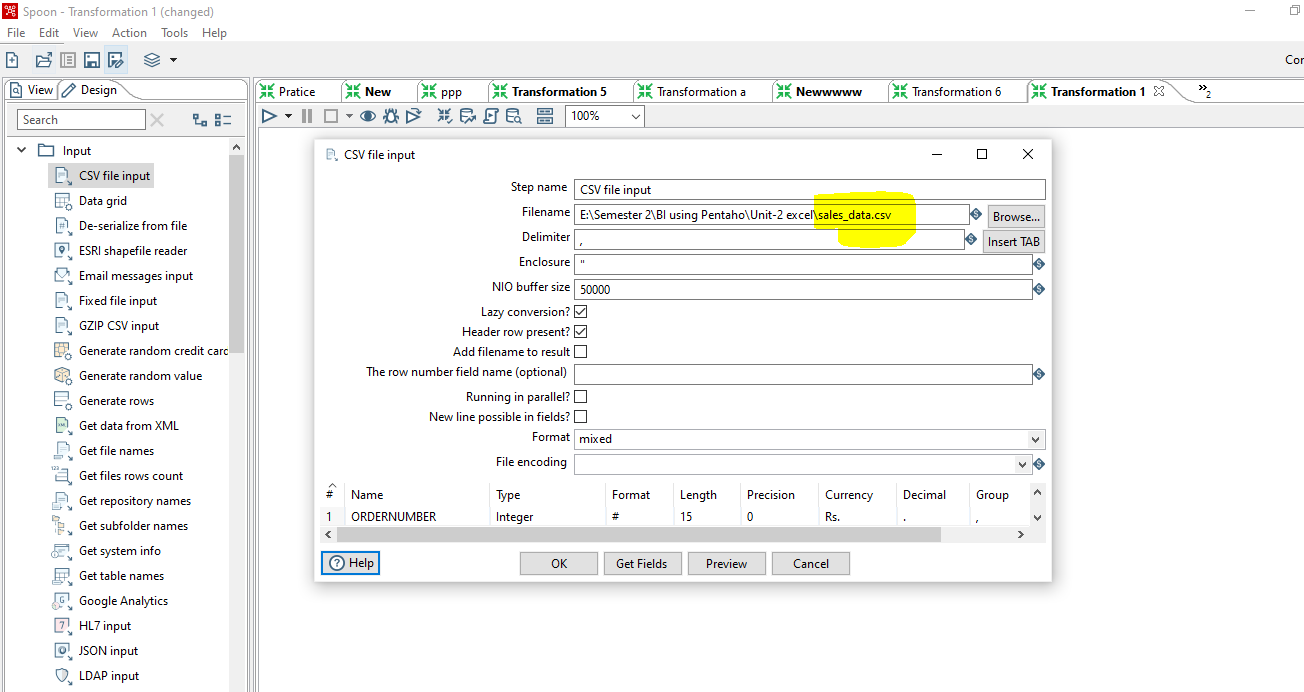 Spoon - Transformation 1 (changed)
File Edit View Action Tools Help
Cor
View Design
Pratice New ppp Transformation 5 Transformation a Newwwww Transformation 6 Transformation 1 »2
Search
100%
Input
CSV file input
Data grid
De-serialize from file
ESRI shapefile reader
Email messages input
Fixed file input
GZIP CSV input
Generate random credit card
Generate random value
Generate rows
Get data from XML
Get file names
Get files rows count
Get repository names
Get subfolder names
Get system info
Get table names
Google Analytics
HL7 input
JSON input
LDAP input
CSV file input
Step name CSV file input
Filename E:\Semester 2\BI using Pentaho\Unit-2 excel\sales_data.csv Browse...
Delimiter , Insert TAB
Enclosure "
NIO buffer size 50000
Lazy conversion?
Header row present?
Add filename to result
The row number field name (optional)
Running in parallel?
New line possible in fields?
Format mixed
File encoding
# Name Type Format Length Precision Currency Decimal Group
1 ORDERNUMBER Integer # 15 0 Rs. . ,
Help OK Get Fields Preview Cancel